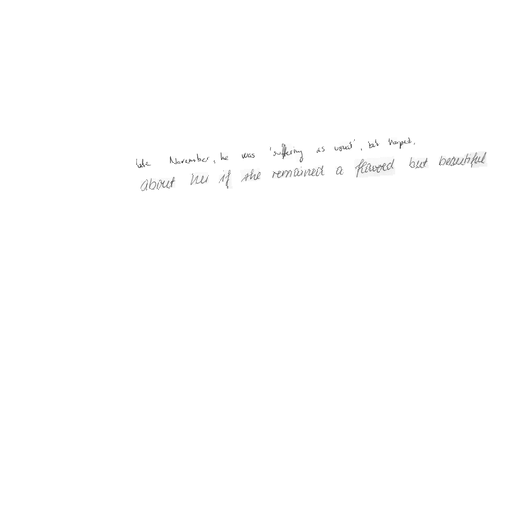 late November, he was 'suffering as usual', but hoped.
about her if she remained a flawed but beautiful